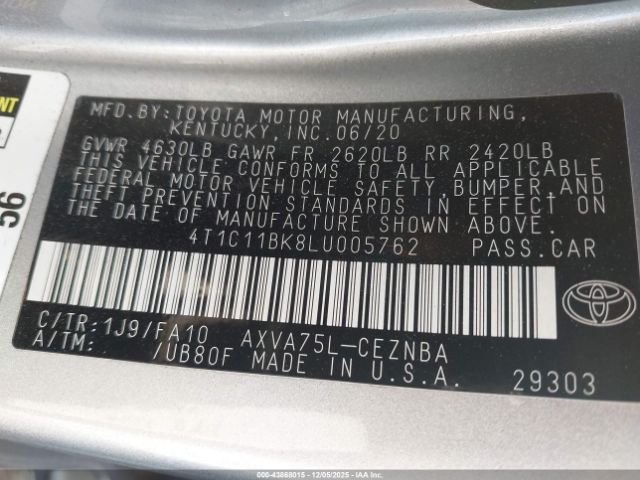 MFD.BY:TOYOTA MOTOR MANUFACTURING,
KENTUCKY,INC.06/20
GVWR 4630LB GAWR FR 2620LB RR 2420LB
THIS VEHICLE CONFORMS TO ALL APPLICABLE
FEDERAL MOTOR VEHICLE SAFETY,BUMPER,AND
THEFT PREVENTION STANDARDS IN EFFECT ON
THE DATE OF MANUFACTURE SHOWN ABOVE.
4T1C11BK8LU005762 PASS.CAR
C/TR:1J9/FA10 AXVA75L-CEZNBA
A/TM: /UB80F MADE IN U.S.A. 29303
95
000-43868015 - 12/05/2025 - IAA Inc.